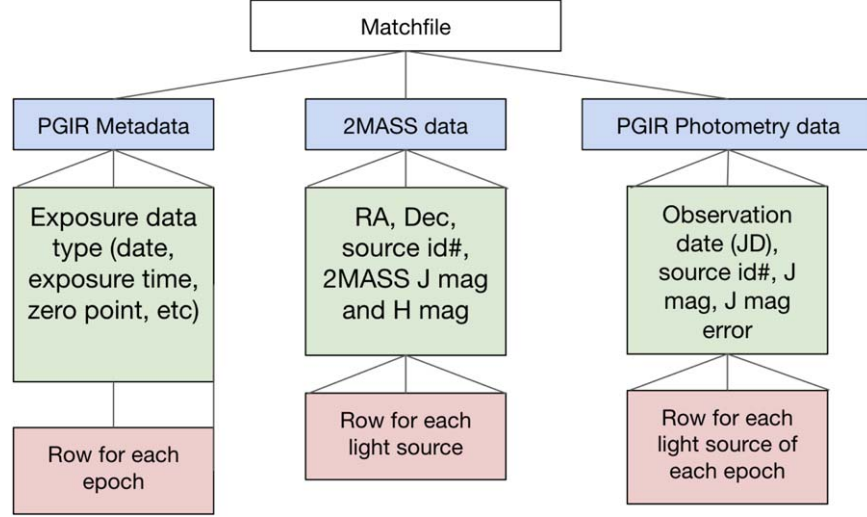 Matchfile
PGIR Metadata
2MASS data
PGIR Photometry data
Exposure data
type (date,
exposure time,
zero point, etc)
RA, Dec,
source id#,
2MASS J mag
and H mag
Observation
date (JD),
source id#, J
mag, J mag
error
Row for each
epoch
Row for each
light source
Row for each
light source of
each epoch